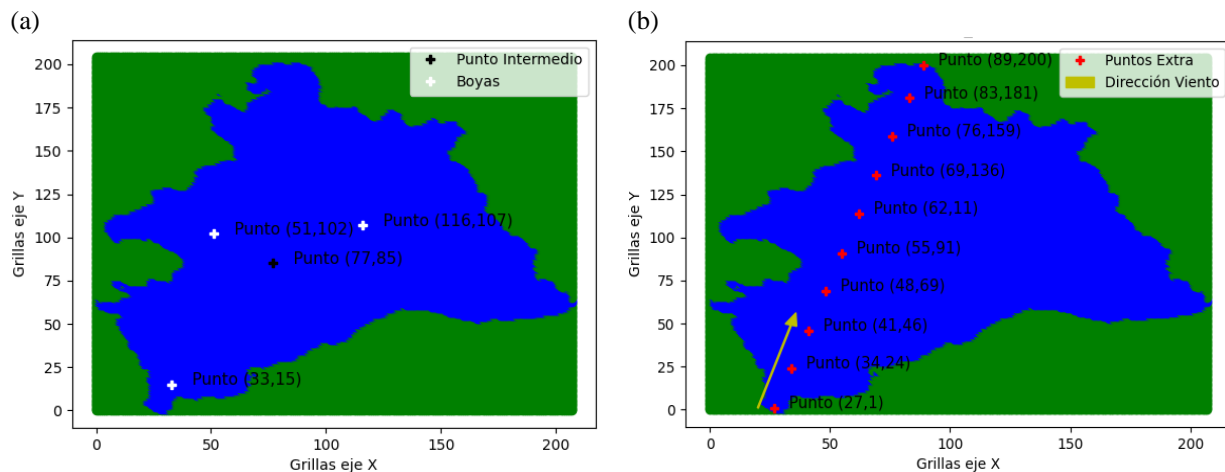 (a)
(b)
Punto Intermedio
Boyas
Punto (51,102)
Punto (116,107)
Punto (77,85)
Punto (33,15)
200
175
150
125
100
75
50
25
0
0
50
100
150
200
Grillas eje Y
Grillas eje X
Puntos Extra
Dirección Viento
Punto (89,200)
Punto (83,181)
Punto (76,159)
Punto (69,136)
Punto (62,11)
Punto (55,91)
Punto (48,69)
Punto (41,46)
Punto (34,24)
Punto (27,1)
200
175
150
125
100
75
50
25
0
0
50
100
150
200
Grillas eje Y
Grillas eje X